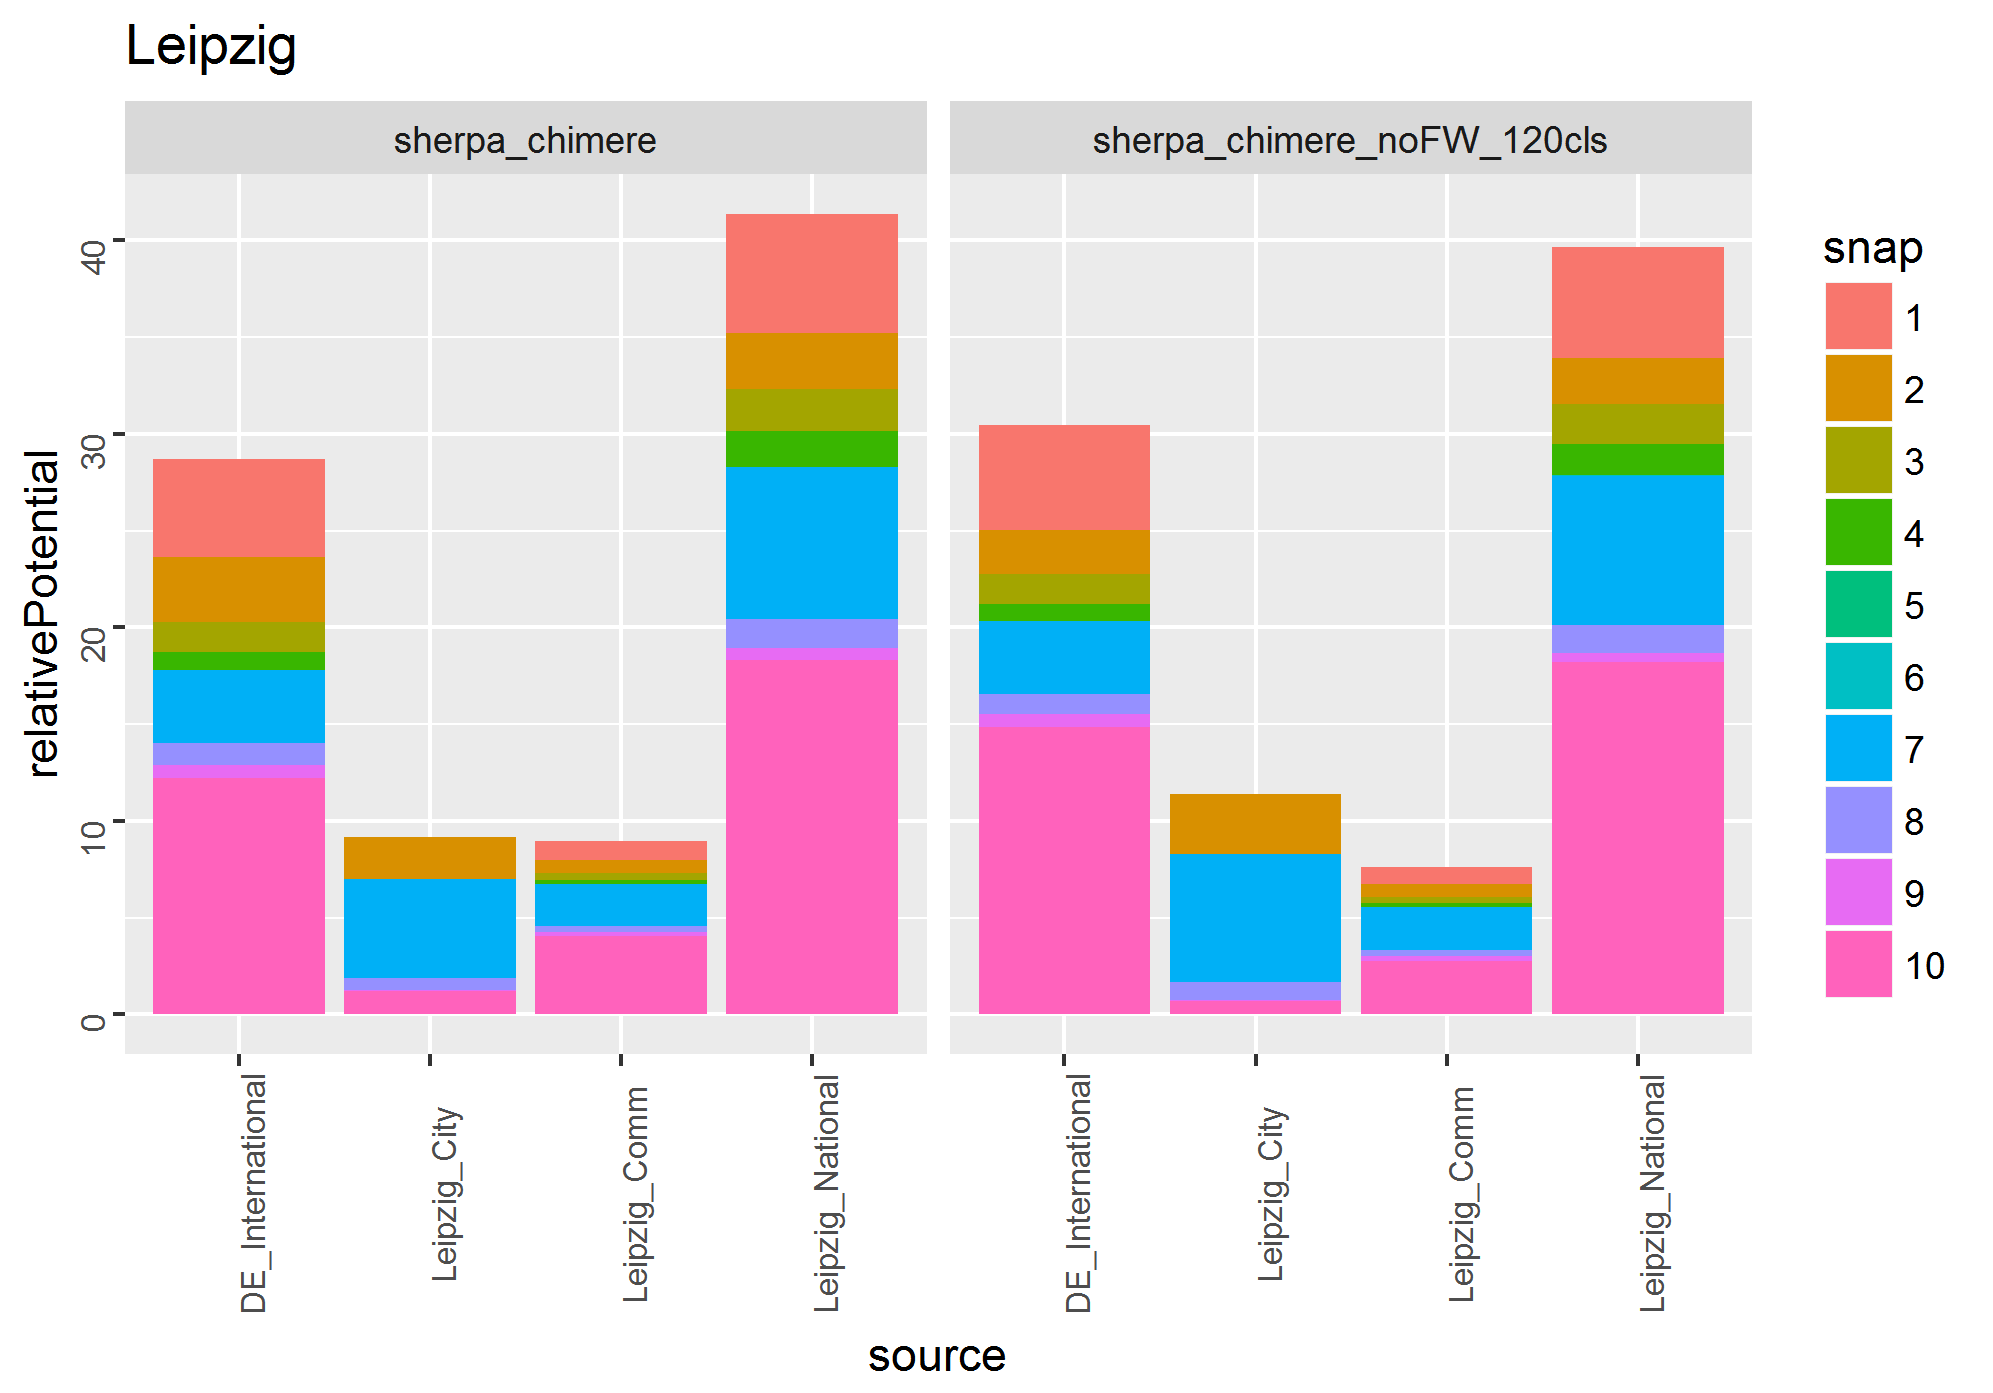 Leipzig
sherpa_chimere
sherpa_chimere_noFW_120cls
relativePotential
40
30
20
10
0
DE_International
Leipzig_City
Leipzig_Comm
Leipzig_National
DE_International
Leipzig_City
Leipzig_Comm
Leipzig_National
source
snap
1
2
3
4
5
6
7
8
9
10